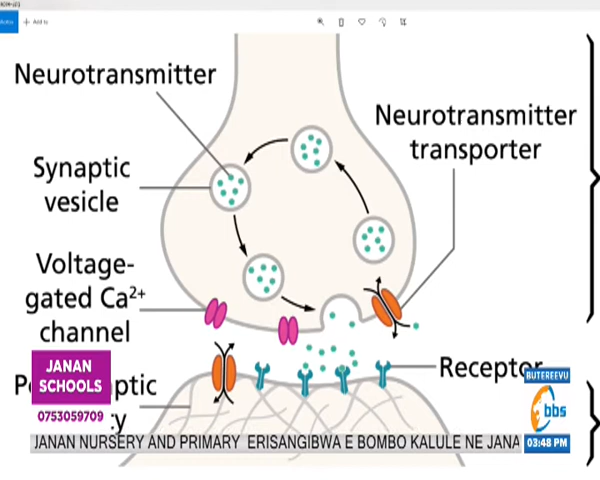 Add to
Neurotransmitter
Neurotransmitter
transporter
Synaptic
vesicle
Voltage-
gated Ca²⁺
channel
Receptor
JANAN
SCHOOLS
ptic
0753059709
BUTEREEVU
bbs
JANAN NURSERY AND PRIMARY ERISANGIBWA E BOMBO KALULE NE JANA
03:48 PM